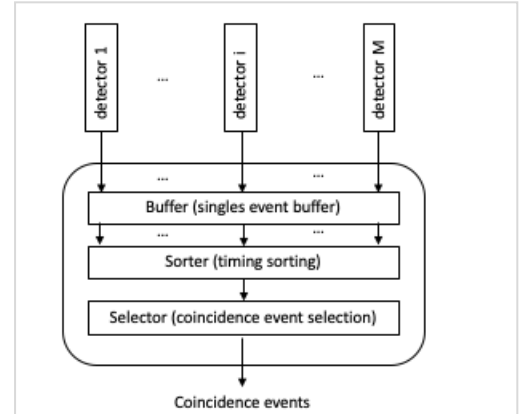 detector 1
...
detector i
...
detector M
...
...
Buffer (singles event buffer)
...
...
Sorter (timing sorting)
Selector (coincidence event selection)
Coincidence events